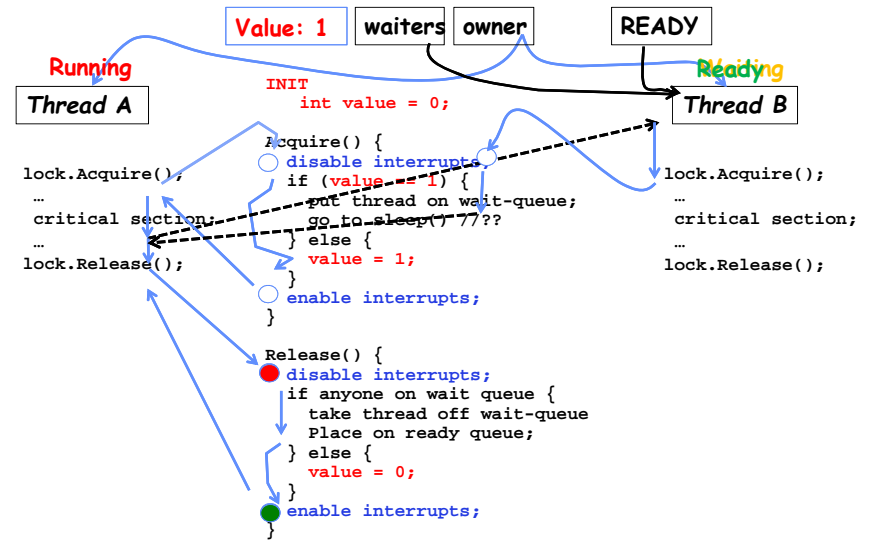 Value: 1
waiters
owner
READY
Running
Ready
Waiting
Thread A
Thread B
INIT
int value = 0;
Acquire() {
disable interrupts;
if (value == 1) {
put thread on wait-queue;
go to sleep() //??
} else {
value = 1;
}
enable interrupts;
}
lock.Acquire();
…
critical section;
…
lock.Release();
lock.Acquire();
…
critical section;
…
lock.Release();
Release() {
disable interrupts;
if anyone on wait queue {
take thread off wait-queue
Place on ready queue;
} else {
value = 0;
}
enable interrupts;
}